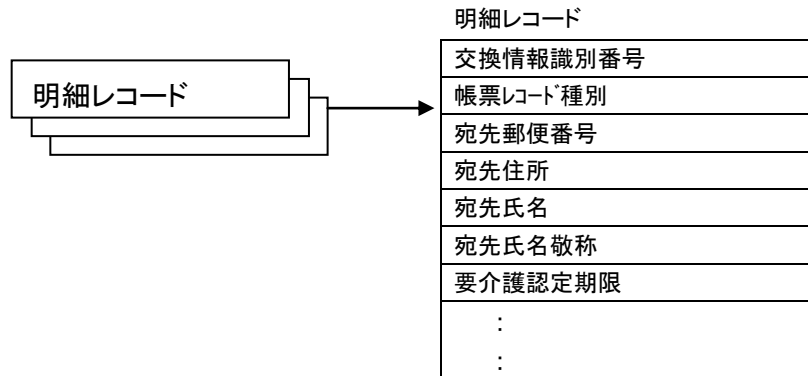 明細レコード
明細レコード
交換情報識別番号
帳票ﾚｺｰﾄﾞ種別
宛先郵便番号
宛先住所
宛先氏名
宛先氏名敬称
要介護認定期限
:
: